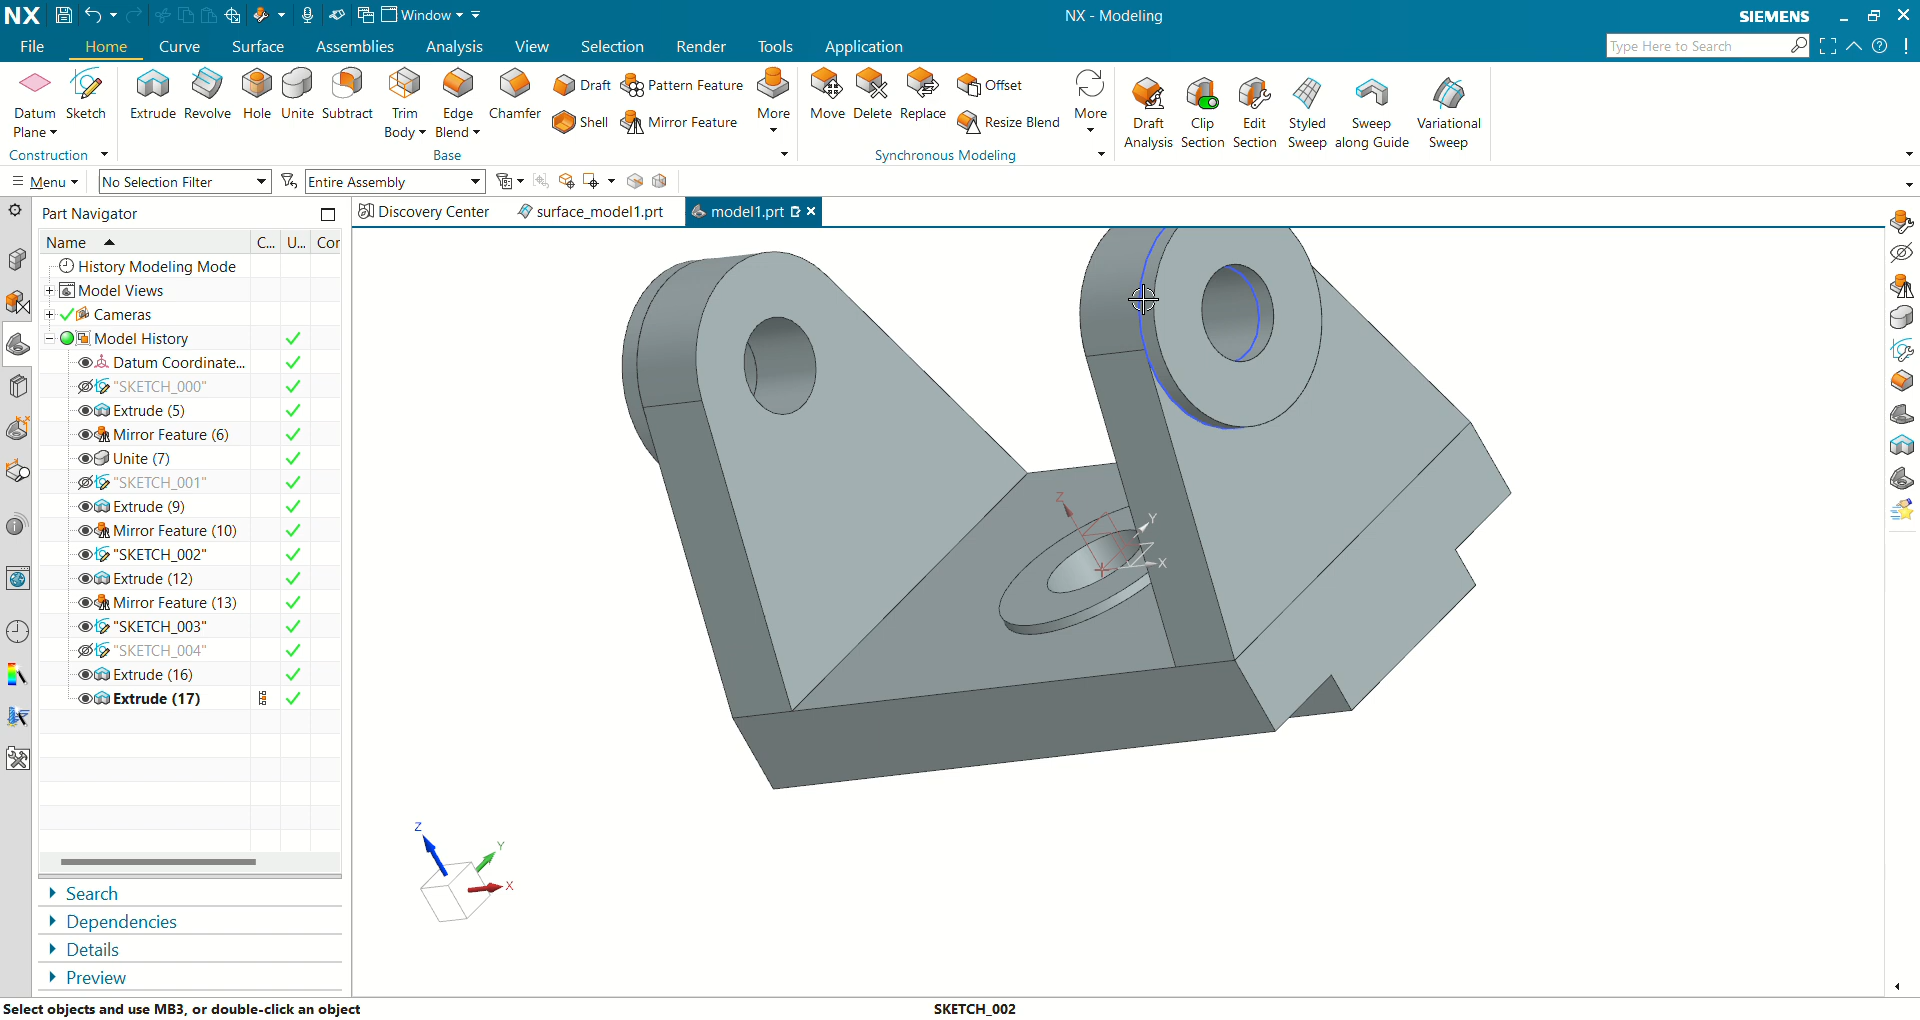 NX
Window
NX - Modeling
SIEMENS
File
Home
Curve
Surface
Assemblies
Analysis
View
Selection
Render
Tools
Application
Type Here to Search
Datum Plane
Sketch
Extrude
Revolve
Hole
Unite
Subtract
Trim Body
Edge Blend
Chamfer
Draft
Shell
Pattern Feature
Mirror Feature
More
Move
Delete
Replace
Offset
Resize Blend
More
Draft Analysis
Clip Section
Edit Section
Styled Sweep
Sweep along Guide
Variational Sweep
Construction
Base
Synchronous Modeling
Menu
No Selection Filter
Entire Assembly
Part Navigator
Discovery Center
surface_model1.prt
model1.prt
Name C... U... Cor
History Modeling Mode
Model Views
Cameras
Model History
Datum Coordinate...
"SKETCH_000"
Extrude (5)
Mirror Feature (6)
Unite (7)
"SKETCH_001"
Extrude (9)
Mirror Feature (10)
"SKETCH_002"
Extrude (12)
Mirror Feature (13)
"SKETCH_003"
"SKETCH_004"
Extrude (16)
Extrude (17)
Z
Y
X
Z
Y
X
Search
Dependencies
Details
Preview
Select objects and use MB3, or double-click an object
SKETCH_002